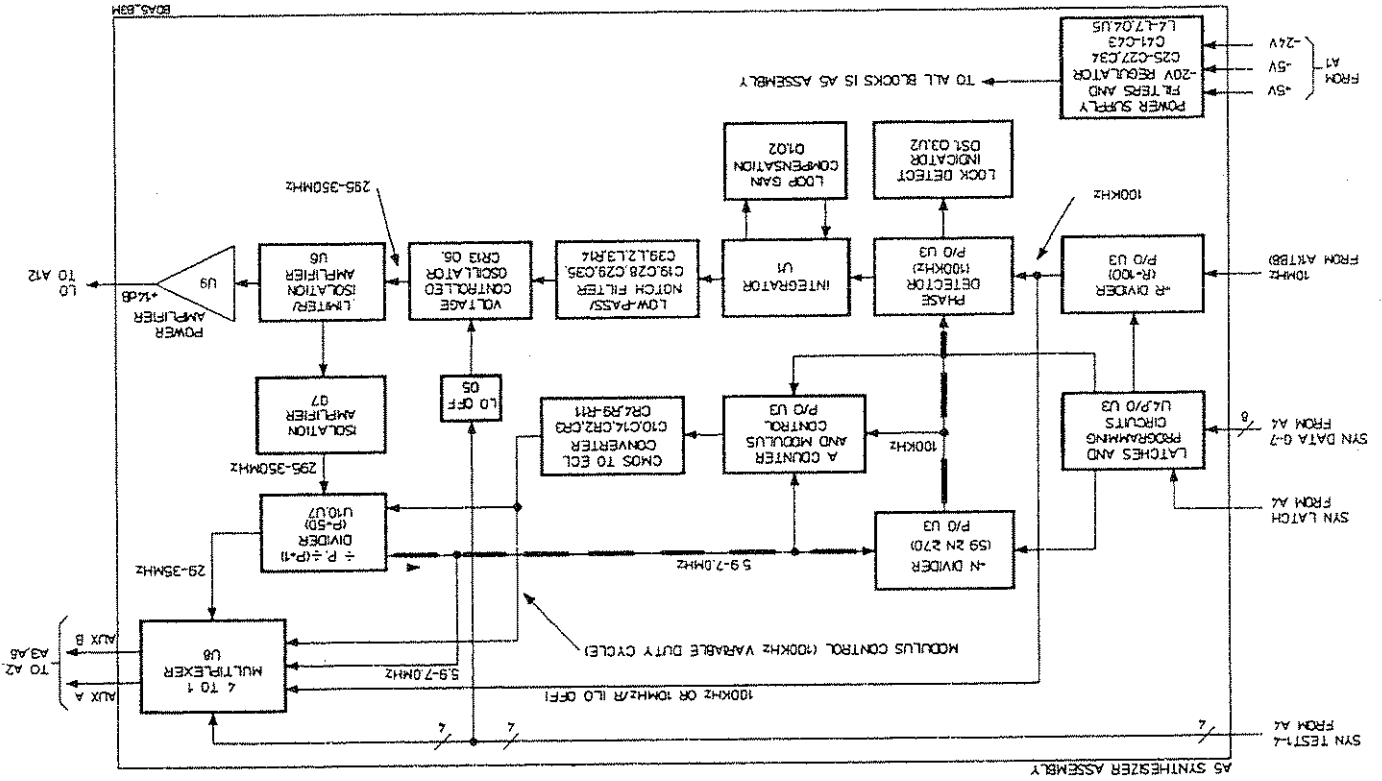 A5 SYNTHESIZER ASSEMBLY
SYN TEST1-4
FROM A4
4
4
4
100KHz OR 10MHz/R (LO OFF)
5.9-7.0MHz
MODULUS CONTROL (100KHz VARIABLE DUTY CYCLE)
4 TO 1
MULTIPLEXER
U8
AUX A
AUX B
TO A2,
A3,A6
29-35MHz
SYN LATCH
FROM A4
SYN DATA 0-7
FROM A4
8
LATCHES AND
PROGRAMMING
CIRCUITS
U4,P/O U3
÷N DIVIDER
(59 ≥N ≥70)
P/O U3
5.9-7.0MHz
÷ P, ÷(P+1)
DIVIDER
(P=50)
U10,U7
100KHz
A COUNTER
AND MODULUS
CONTROL
P/O U3
CMOS TO ECL
CONVERTER
C10,C14,CR2,CR3
CR4,R9-R11
LO OFF
Q5
295-350MHz
ISOLATION
AMPLIFIER
Q7
10MHz
FROM A1(TBB)
÷R DIVIDER
(R=100)
P/O U3
100KHz
PHASE
DETECTOR
(100KHz)
P/O U3
INTEGRATOR
U1
LOW-PASS/
NOTCH FILTER
C19,C28,C29,C35,
C39,L2,L3,R14
VOLTAGE
CONTROLLED
OSCILLATOR
CR13 Q6,
295-350MHz
LIMITER/
ISOLATION
AMPLIFIER
U6
U9
POWER
AMPLIFIER
+14dB
LO
TO A12
LOCK DETECT
INDICATOR
DS1, Q3,U2
LOOP GAIN
COMPENSATION
Q1,Q2
FROM
A1
+5V
-5V
-24V
POWER SUPPLY
FILTERS AND
-20V REGULATOR
C25-C27,C34
C41-C43
L4-L7,Q4,U5
TO ALL BLOCKS IS A5 ASSEMBLY